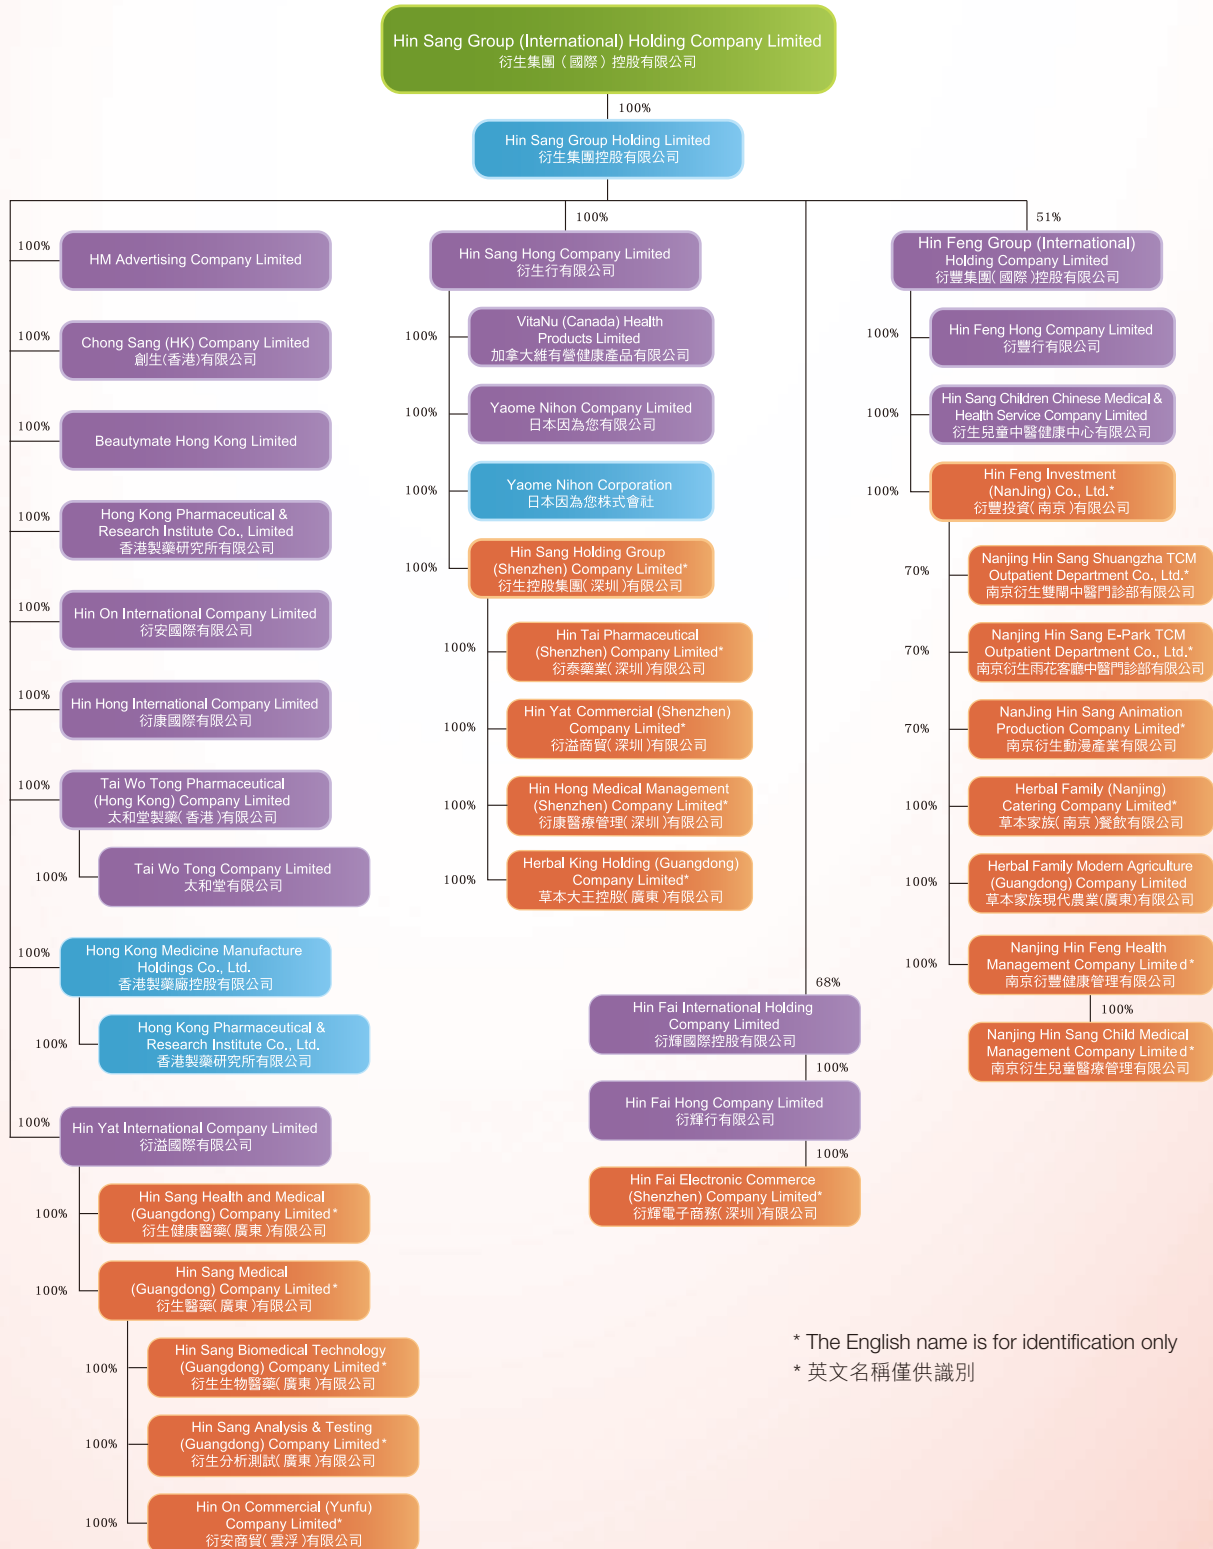 Hin Sang Group (International) Holding Company Limited
衍生集團（國際）控股有限公司
100%
Hin Sang Group Holding Limited
衍生集團控股有限公司
100%
HM Advertising Company Limited
100%
Chong Sang (HK) Company Limited
創生(香港)有限公司
Beautymate Hong Kong Limited
100%
100%
Hong Kong Pharmaceutical &
Research Institute Co., Limited
香港製藥研究所有限公司
100%
Hin On International Company Limited
衍安國際有限公司
100%
Hin Hong International Company Limited
衍康國際有限公司
100%
Tai Wo Tong Pharmaceutical
(Hong Kong) Company Limited
太和堂製藥(香港)有限公司
100%
Tai Wo Tong Company Limited
太和堂有限公司
100%
Hong Kong Medicine Manufacture
Holdings Co., Ltd.
香港製藥廠控股有限公司
100%
Hong Kong Pharmaceutical &
Research Institute Co., Ltd.
香港製藥研究所有限公司
100%
Hin Yat International Company Limited
衍溢國際有限公司
100%
Hin Sang Health and Medical
(Guangdong) Company Limited*
衍生健康醫藥(廣東)有限公司
100%
Hin Sang Medical
(Guangdong) Company Limited*
衍生醫藥(廣東)有限公司
100%
Hin Sang Biomedical Technology
(Guangdong) Company Limited*
衍生生物醫藥(廣東)有限公司
100%
Hin Sang Analysis & Testing
(Guangdong) Company Limited*
衍生分析測試(廣東)有限公司
100%
Hin On Commercial (Yunfu)
Company Limited*
衍安商貿(雲浮)有限公司
100%
Hin Sang Hong Company Limited
衍生行有限公司
100%
VitaNu (Canada) Health
Products Limited
加拿大維有營健康產品有限公司
100%
Yaome Nihon Company Limited
日本因為您有限公司
100%
Yaome Nihon Corporation
日本因為您株式會社
100%
Hin Sang Holding Group
(Shenzhen) Company Limited*
衍生控股集團(深圳)有限公司
100%
Hin Tai Pharmaceutical
(Shenzhen) Company Limited*
衍泰藥業(深圳)有限公司
100%
Hin Yat Commercial (Shenzhen)
Company Limited*
衍溢商貿(深圳)有限公司
100%
Hin Hong Medical Management
(Shenzhen) Company Limited*
衍康醫療管理(深圳)有限公司
100%
Herbal King Holding (Guangdong)
Company Limited*
草本大王控股(廣東)有限公司
68%
Hin Fai International Holding
Company Limited
衍輝國際控股有限公司
100%
Hin Fai Hong Company Limited
衍輝行有限公司
100%
Hin Fai Electronic Commerce
(Shenzhen) Company Limited*
衍輝電子商務(深圳)有限公司
51%
Hin Feng Group (International)
Holding Company Limited
衍豐集團(國際)控股有限公司
100%
Hin Feng Hong Company Limited
衍豐行有限公司
100%
Hin Sang Children Chinese Medical &
Health Service Company Limited
衍生兒童中醫健康中心有限公司
100%
Hin Feng Investment
(NanJing) Co., Ltd.*
衍豐投資(南京)有限公司
70%
Nanjing Hin Sang Shuangzha TCM
Outpatient Department Co., Ltd.*
南京衍生雙閘中醫門診部有限公司
70%
Nanjing Hin Sang E-Park TCM
Outpatient Department Co., Ltd.*
南京衍生雨花客廳中醫門診部有限公司
70%
NanJing Hin Sang Animation
Production Company Limited*
南京衍生動漫產業有限公司
100%
Herbal Family (Nanjing)
Catering Company Limited*
草本家族(南京)餐飲有限公司
100%
Herbal Family Modern Agriculture
(Guangdong) Company Limited
草本家族現代農業(廣東)有限公司
100%
Nanjing Hin Feng Health
Management Company Limited*
南京衍豐健康管理有限公司
100%
Nanjing Hin Sang Child Medical
Management Company Limited*
南京衍生兒童醫療管理有限公司
* The English name is for identification only
* 英文名稱僅供識別